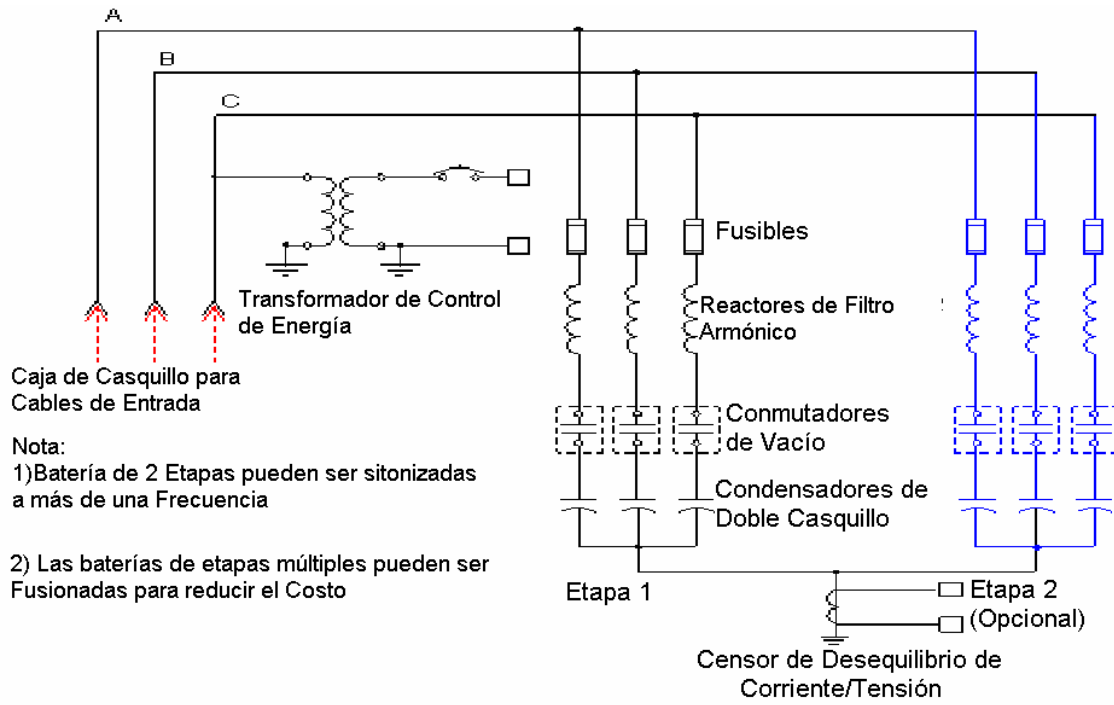 A
B
C
Fusibles
Transformador de Control
de Energía
Reactores de Filtro
Armónico
Caja de Casquillo para
Cables de Entrada
Conmutadores
de Vacío
Nota:
1)Batería de 2 Etapas pueden ser sitonizadas
a más de una Frecuencia
Condensadores de
Doble Casquillo
2) Las baterías de etapas múltiples pueden ser
Fusionadas para reducir el Costo
Etapa 1
Etapa 2
(Opcional)
Censor de Desequilibrio de
Corriente/Tensión